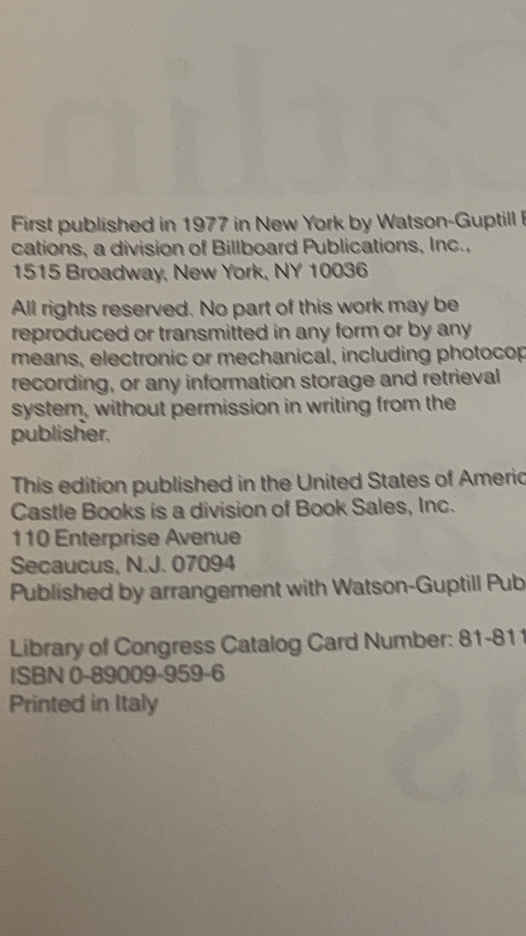 First published in 1977 in New York by Watson-Guptill
cations, a division of Billboard Publications, Inc.,
1515 Broadway, New York, NY 10036
All rights reserved. No part of this work may be
reproduced or transmitted in any form or by any
means, electronic or mechanical, including photocop
recording, or any information storage and retrieval
system, without permission in writing from the
publisher.
This edition published in the United States of Americ
Castle Books is a division of Book Sales, Inc.
110 Enterprise Avenue
Secaucus, N.J. 07094
Published by arrangement with Watson-Guptill Pub
Library of Congress Catalog Card Number: 81-811
ISBN 0-89009-959-6
Printed in Italy